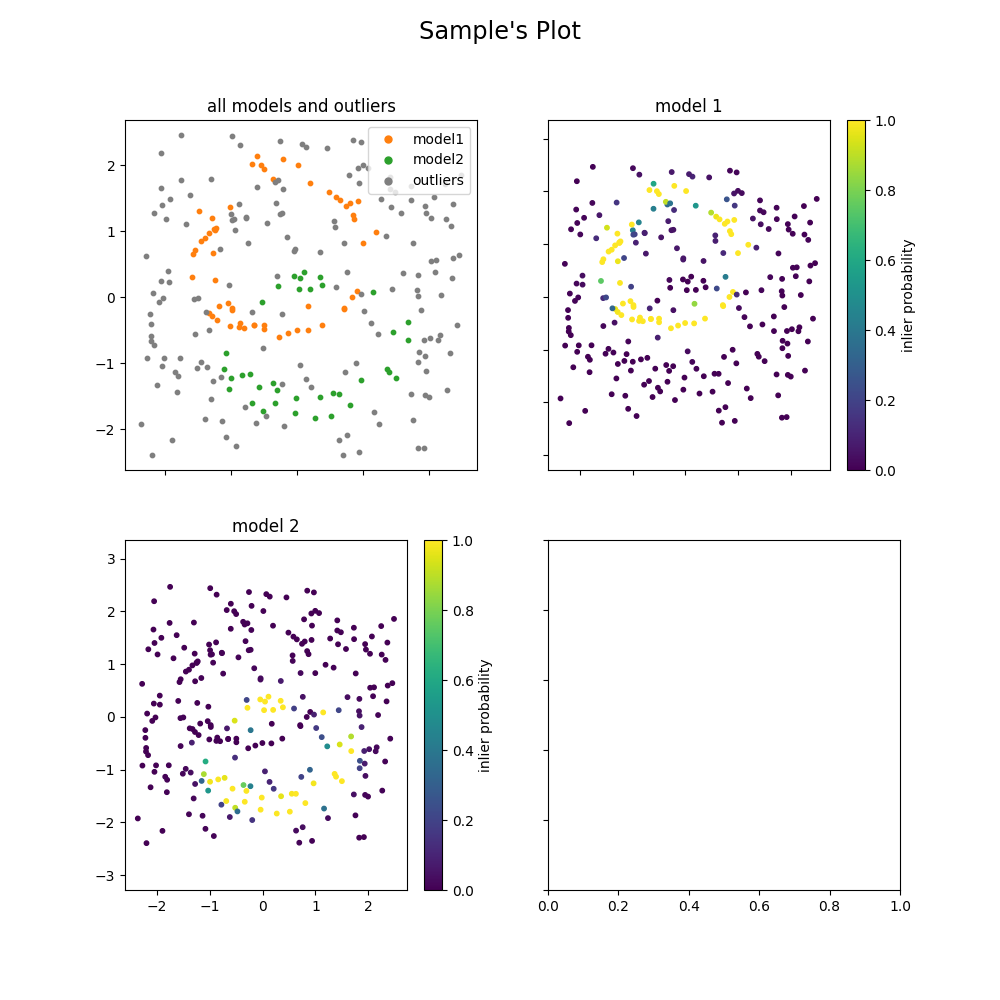 Sample's Plot
all models and outliers
model1
model2
outliers
2
1
0
−1
−2
model 1
1.0
0.8
0.6
0.4
0.2
0.0
inlier probability
model 2
3
2
1
0
−1
−2
−3
−2 −1 0 1 2
1.0
0.8
0.6
0.4
0.2
0.0
inlier probability
0.0 0.2 0.4 0.6 0.8 1.0